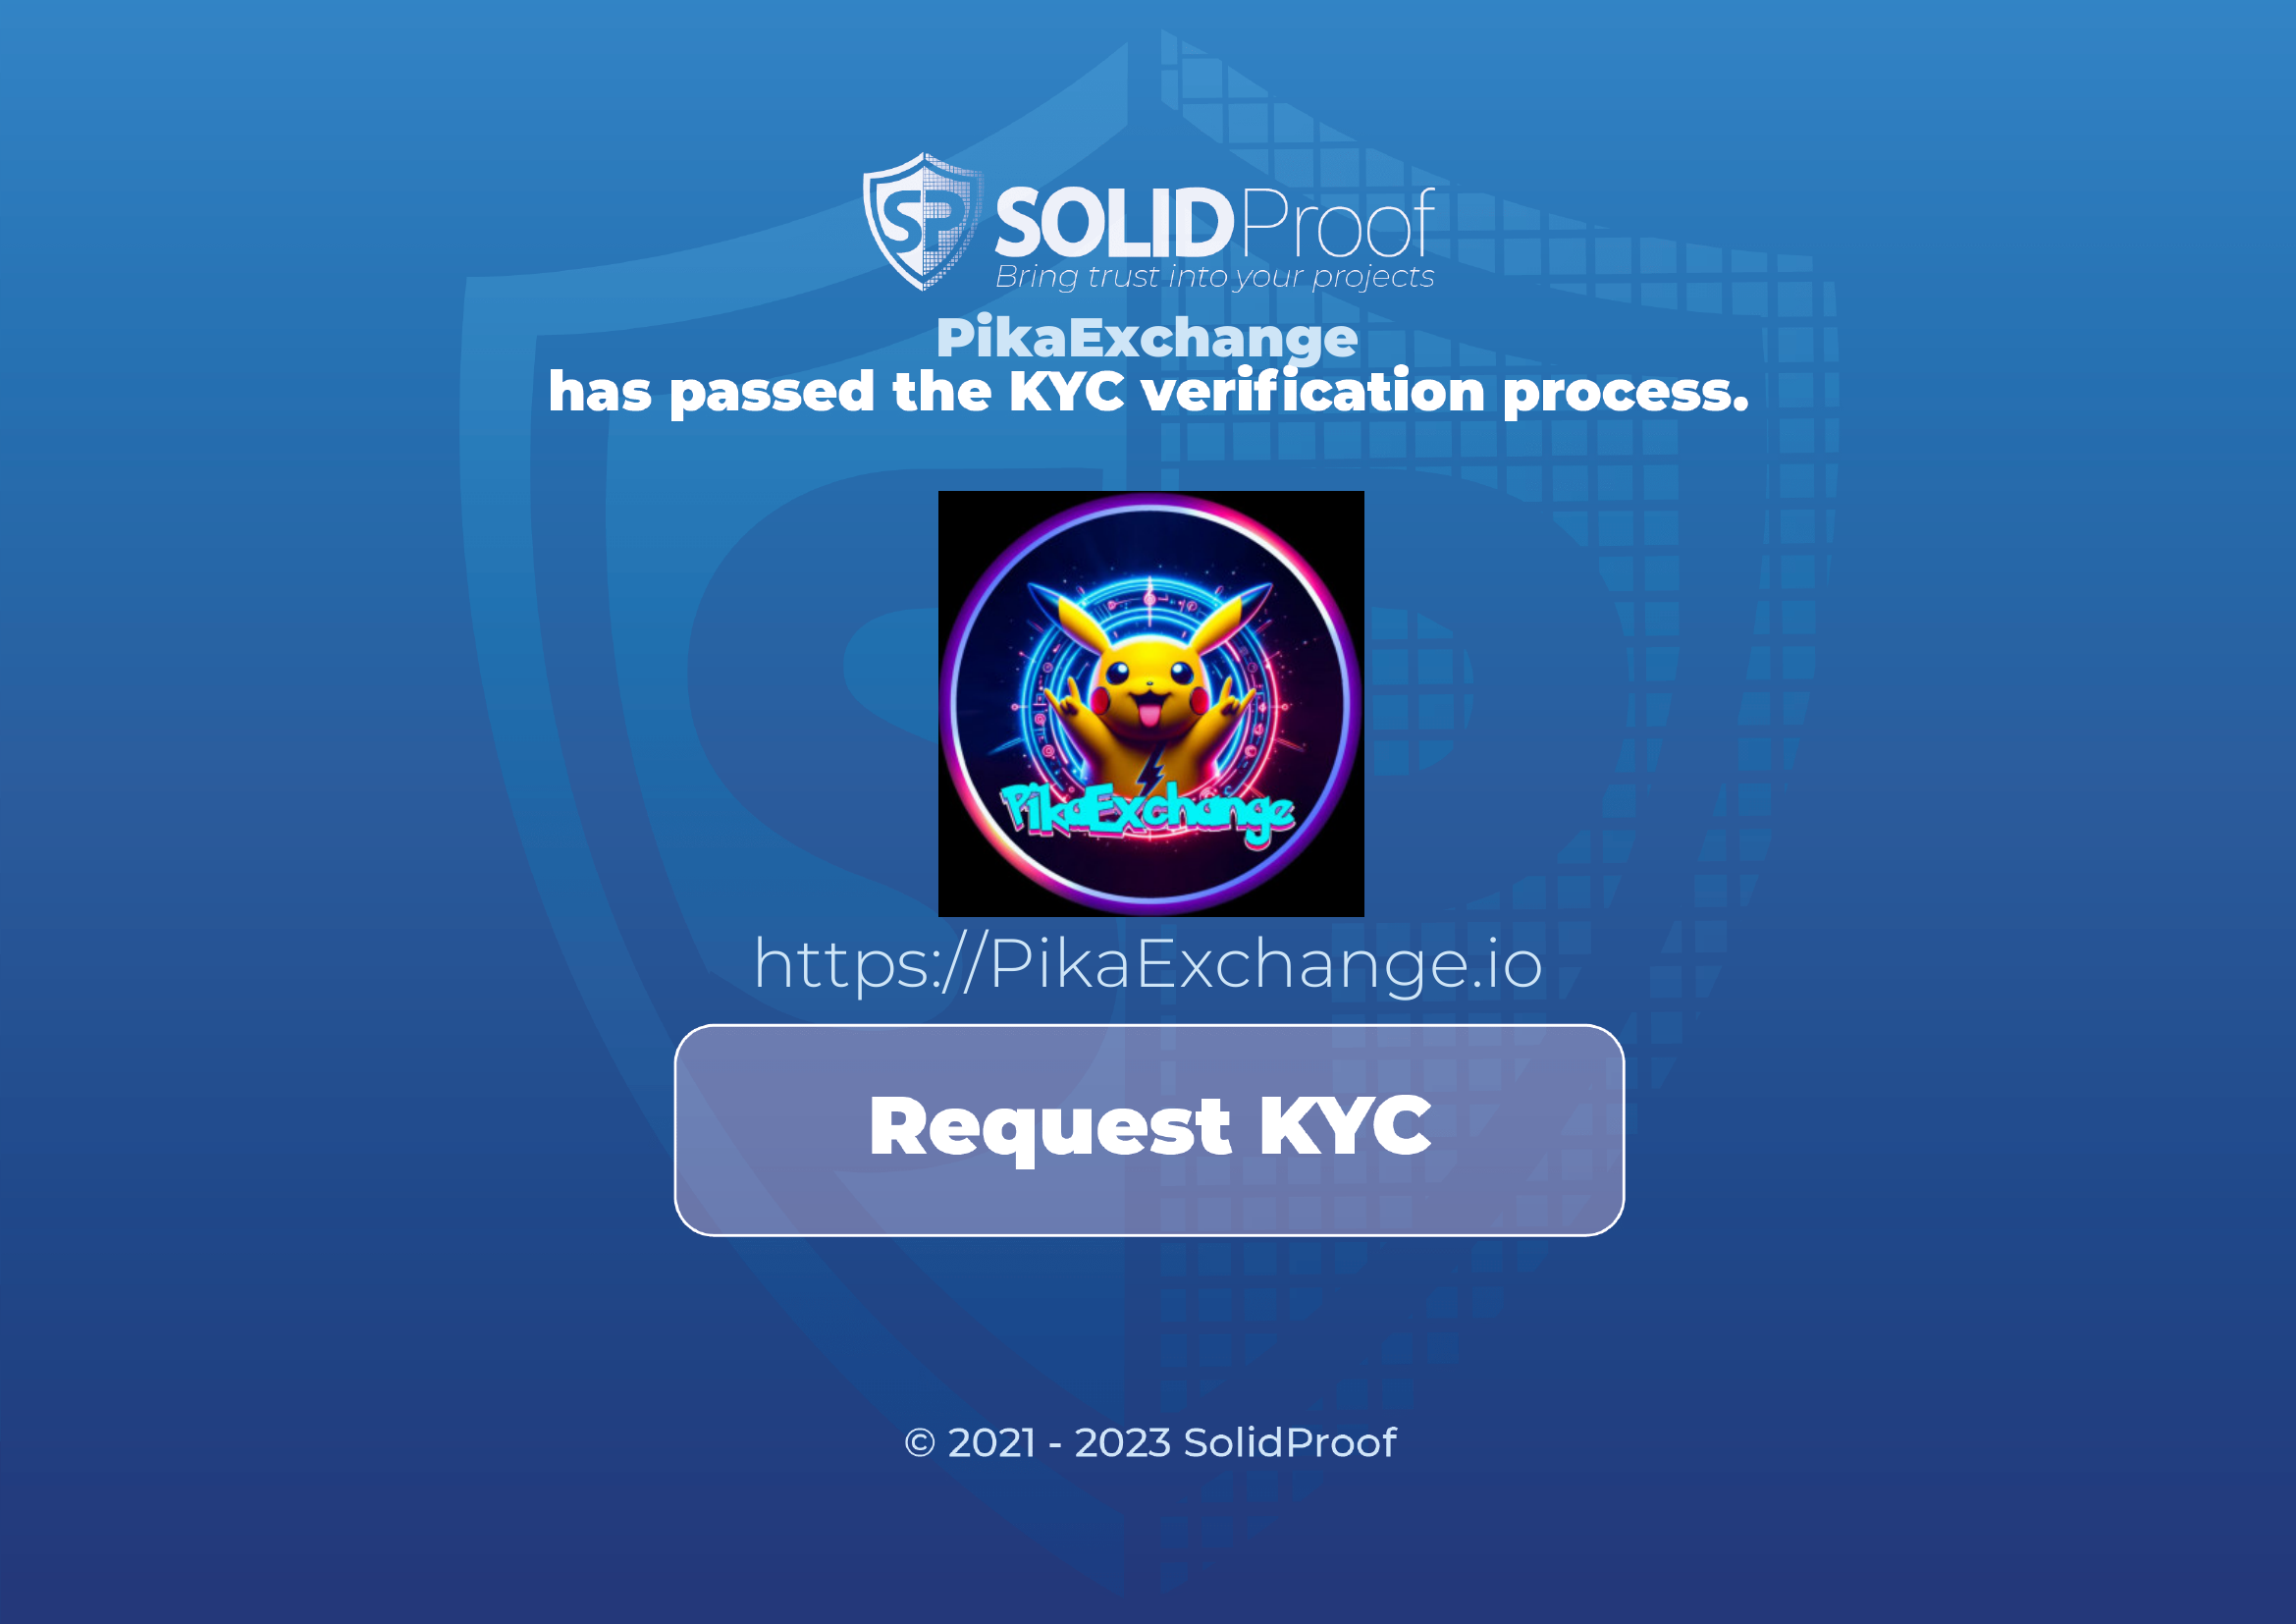 SP SOLIDProof
Bring trust into your projects
PikaExchange
has passed the KYC verification process.
PikaExchange
https://PikaExchange.io
Request KYC
© 2021 - 2023 SolidProof